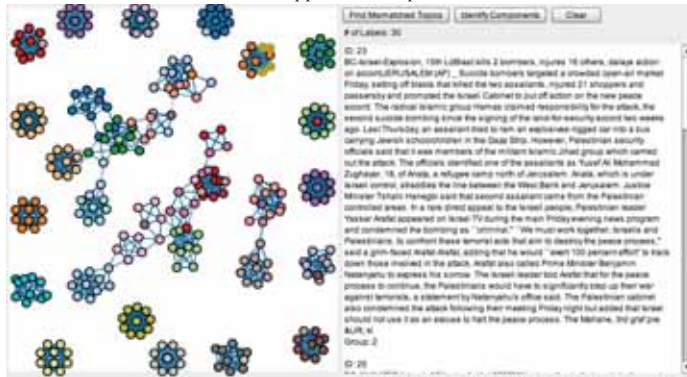 Find Mismatched Topics Identify Components Clear
# of Labels: 30
ID: 23
BC-Israel-Explosion, 15th LdBlast kills 2 bombers, injures 16 others, delays action
on accordJERUSALEM (AP) _ Suicide bombers targeted a crowded open-air market
Friday, setting off blasts that killed the two assailants, injured 21 shoppers and
passersby and prompted the Israeli Cabinet to put off action on the new peace
accord. The radical Islamic group Hamas claimed responsibility for the attack, the
second suicide bombing since the signing of the land-for-security accord two weeks
ago. Last Thursday, an assailant tried to ram an explosives-rigged car into a bus
carrying Jewish schoolchildren in the Gaza Strip. However, Palestinian security
officials said that it was members of the militant Islamic Jihad group which carried
out the attack. The officials identified one of the assailants as Yusef Ali Mohammed
Zughayar, 18, of Anata, a refugee camp north of Jerusalem. Anata, which is under
Israeli control, straddles the line between the West Bank and Jerusalem. Justice
Minister Tzhaïc Hanegbi said that second assailant came from the Palestinian
controlled areas. In a rare direct appeal to the Israeli people, Palestinian leader
Yasser Arafat appeared on Israel TV during the main Friday evening news program
and condemned the bombing as ``criminal.'' ``We must work together, Israelis and
Palestinians, to confront these terrorist acts that aim to destroy the peace process,''
said a grim-faced Arafat Arafat, adding that he would ``exert 100 percent effort'' to track
down those involved in the attack. Arafat also called Prime Minister Benjamin
Netanyahu to express his sorrow. The Israeli leader told Arafat that for the peace
process to continue, the Palestinians would have to significantly step up their war
against terrorists, a statement by Netanyahu's office said. The Palestinian cabinet
also condemned the attack following their meeting Friday night but added that Israel
should not use it as an excuse to halt the peace process. The Mahane, 3rd graf pvs
Group: 2
ID: 25